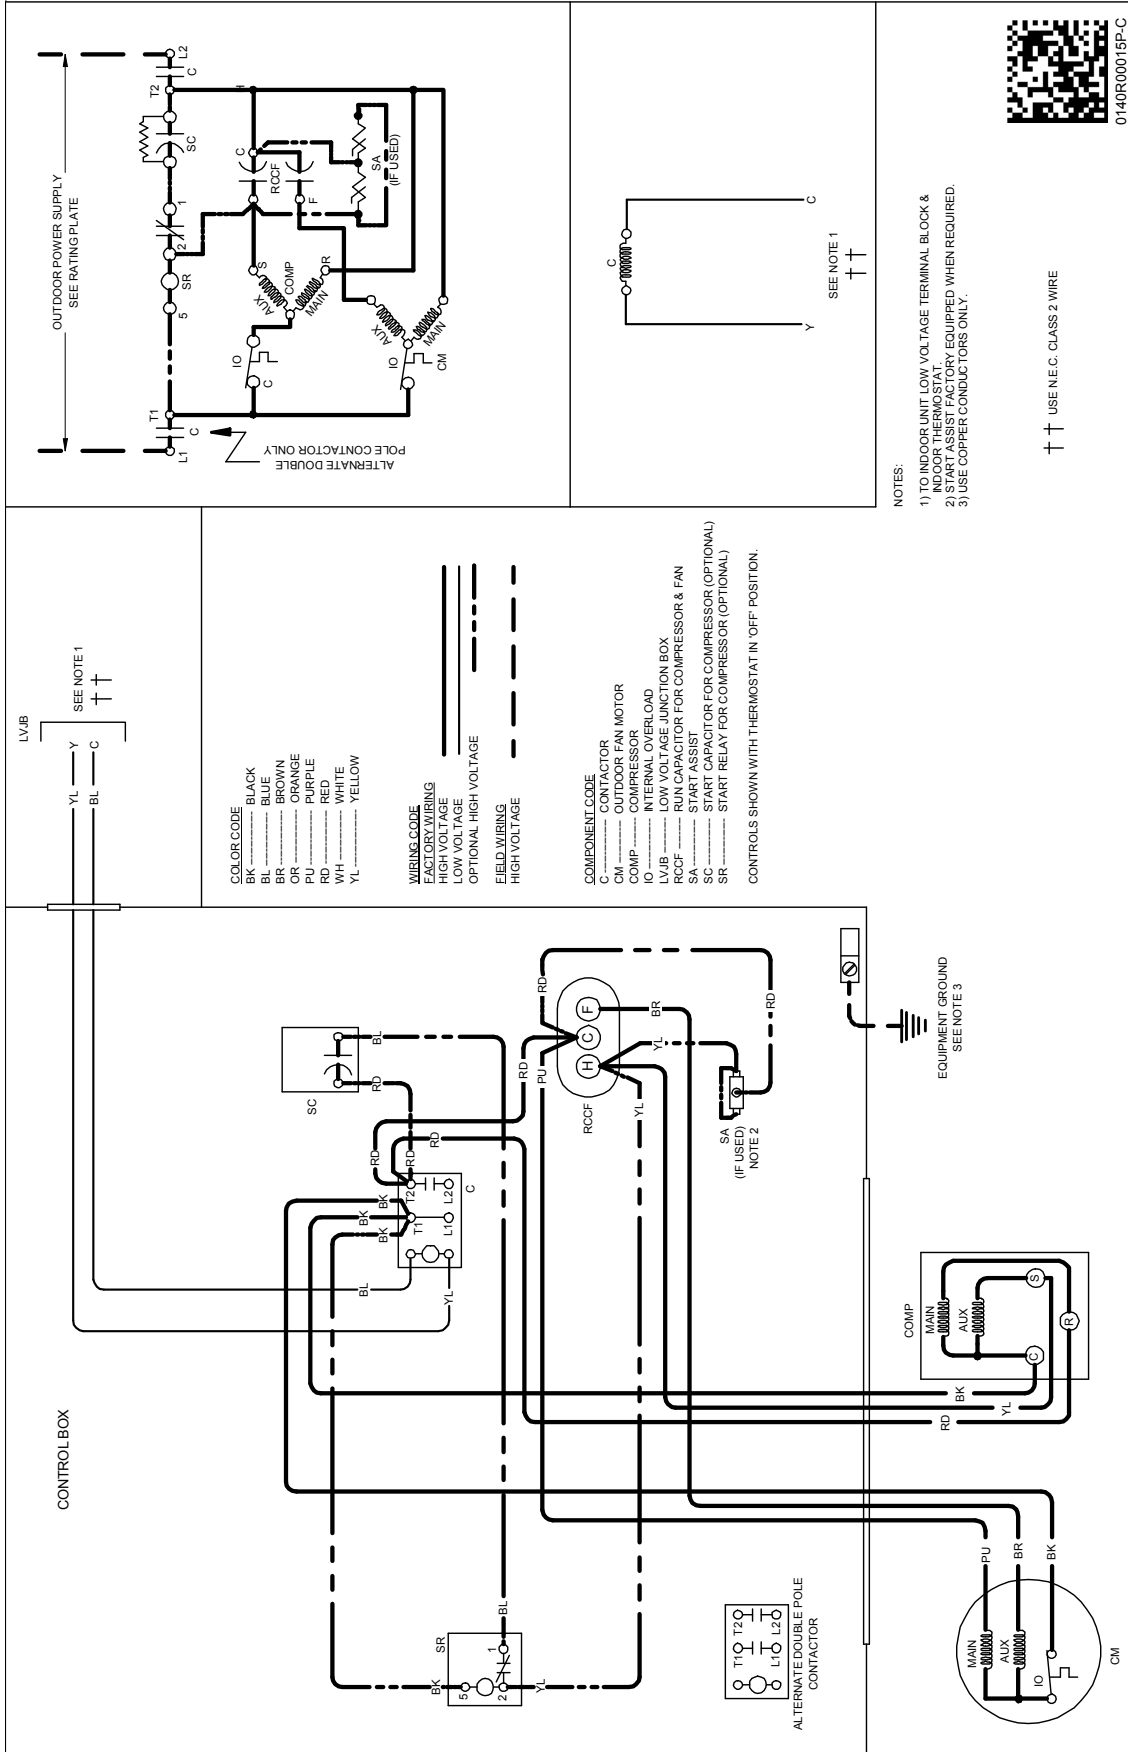 CONTROL BOX
LVJB
YL
Y
BL
C
SEE NOTE 1
SC
RD
BL
RD
RD
RD
BK
BK
BK
T2
T1
L2
L1
C
BL
YL
RD
RD
PU
H
C
F
RCCF
BR
YL
YL
RD
SA
(IF USED)
NOTE 2
SR
BK
5
2
1
BL
YL
ALTERNATE DOUBLE POLE
CONTACTOR
T1
T2
L1
L2
COMP
MAIN
AUX
C
S
R
BK
YL
RD
PU
BR
BK
MAIN
AUX
IO
CM
EQUIPMENT GROUND
SEE NOTE 3
COLOR CODE
BK ---------- BLACK
BL ---------- BLUE
BR ---------- BROWN
OR ---------- ORANGE
PU ---------- PURPLE
RD ---------- RED
WH ---------- WHITE
YL ---------- YELLOW
WIRING CODE
FACTORY WIRING
HIGH VOLTAGE
LOW VOLTAGE
OPTIONAL HIGH VOLTAGE
FIELD WIRING
HIGH VOLTAGE
COMPONENT CODE
C ---------- CONTACTOR
CM ---------- OUTDOOR FAN MOTOR
COMP ---------- COMPRESSOR
IO ---------- INTERNAL OVERLOAD
LVJB ---------- LOW VOLTAGE JUNCTION BOX
RCCF ---------- RUN CAPACITOR FOR COMPRESSOR & FAN
SA ---------- START ASSIST
SC ---------- START CAPACITOR FOR COMPRESSOR (OPTIONAL)
SR ---------- START RELAY FOR COMPRESSOR (OPTIONAL)
CONTROLS SHOWN WITH THERMOSTAT IN "OFF" POSITION.
OUTDOOR POWER SUPPLY
SEE RATING PLATE
L1
C
T1
5
SR
2
1
SC
T2
C
L2
ALTERNATE DOUBLE
POLE CONTACTOR ONLY
IO
C
AUX
S
COMP
MAIN
R
C
H
RCCF
F
SA
(IF USED)
IO
AUX
MAIN
CM
C
Y
C
SEE NOTE 1
NOTES:
1) TO INDOOR UNIT LOW VOLTAGE TERMINAL BLOCK &
INDOOR THERMOSTAT.
2) START ASSIST FACTORY EQUIPPED WHEN REQUIRED.
3) USE COPPER CONDUCTORS ONLY.
†† USE N.E.C. CLASS 2 WIRE
0140R00015P-C